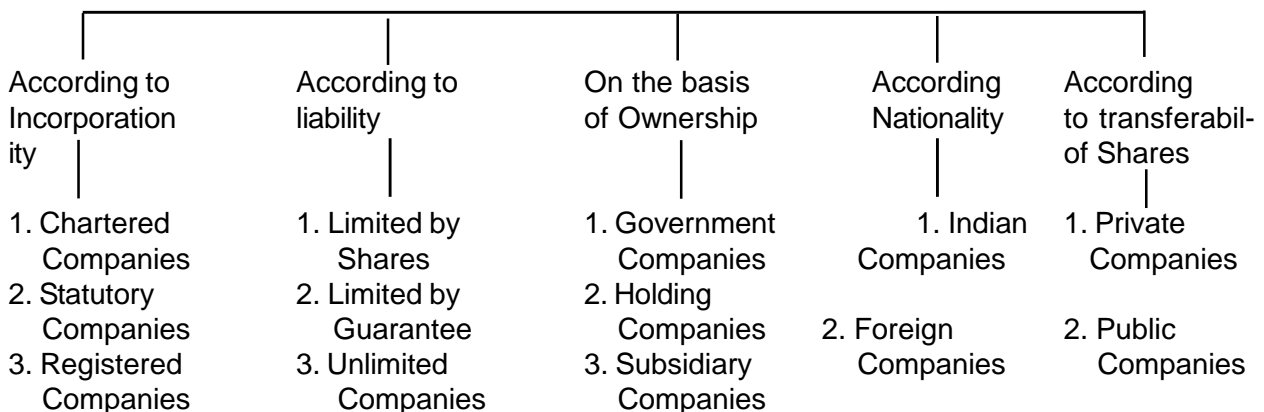 According to
Incorporation
ity
1. Chartered
Companies
2. Statutory
Companies
3. Registered
Companies
According to
liability
1. Limited by
Shares
2. Limited by
Guarantee
3. Unlimited
Companies
On the basis
of Ownership
1. Government
Companies
2. Holding
Companies
3. Subsidiary
Companies
According
Nationality
1. Indian
Companies
2. Foreign
Companies
According
to transferabil-
of Shares
1. Private
Companies
2. Public
Companies